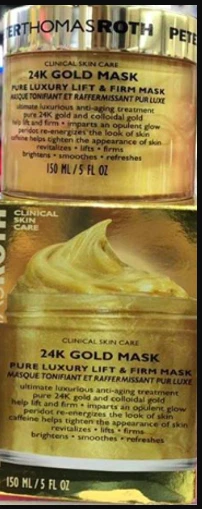 TERTHOMASROTH PETE
CLINICAL SKIN CARE
24K GOLD MASK
PURE LUXURY LIFT & FIRM MASK
MASQUE TONIFIANT ET RAFFERMISSANT PUR LUXE
ultimate luxurious anti-aging treatment
pure 24K gold and colloidal gold
help lift and firm • imparts an opulent glow
peridot re-energizes the look of skin
caffeine helps tighten the appearance of skin
revitalizes • lifts • firms
brightens • smoothes • refreshes
150 ML / 5 FL OZ
ROTH
CLINICAL
SKIN
CARE
CLINICAL SKIN CARE
24K GOLD MASK
PURE LUXURY LIFT & FIRM MASK
MASQUE TONIFIANT ET RAFFERMISSANT PUR LUXE
ultimate luxurious anti-aging treatment
pure 24K gold and colloidal gold
help lift and firm • imparts an opulent glow
peridot re-energizes the look of skin
caffeine helps tighten the appearance of skin
revitalizes • lifts • firms
brightens • smoothes • refreshes
150 ML / 5 FL OZ